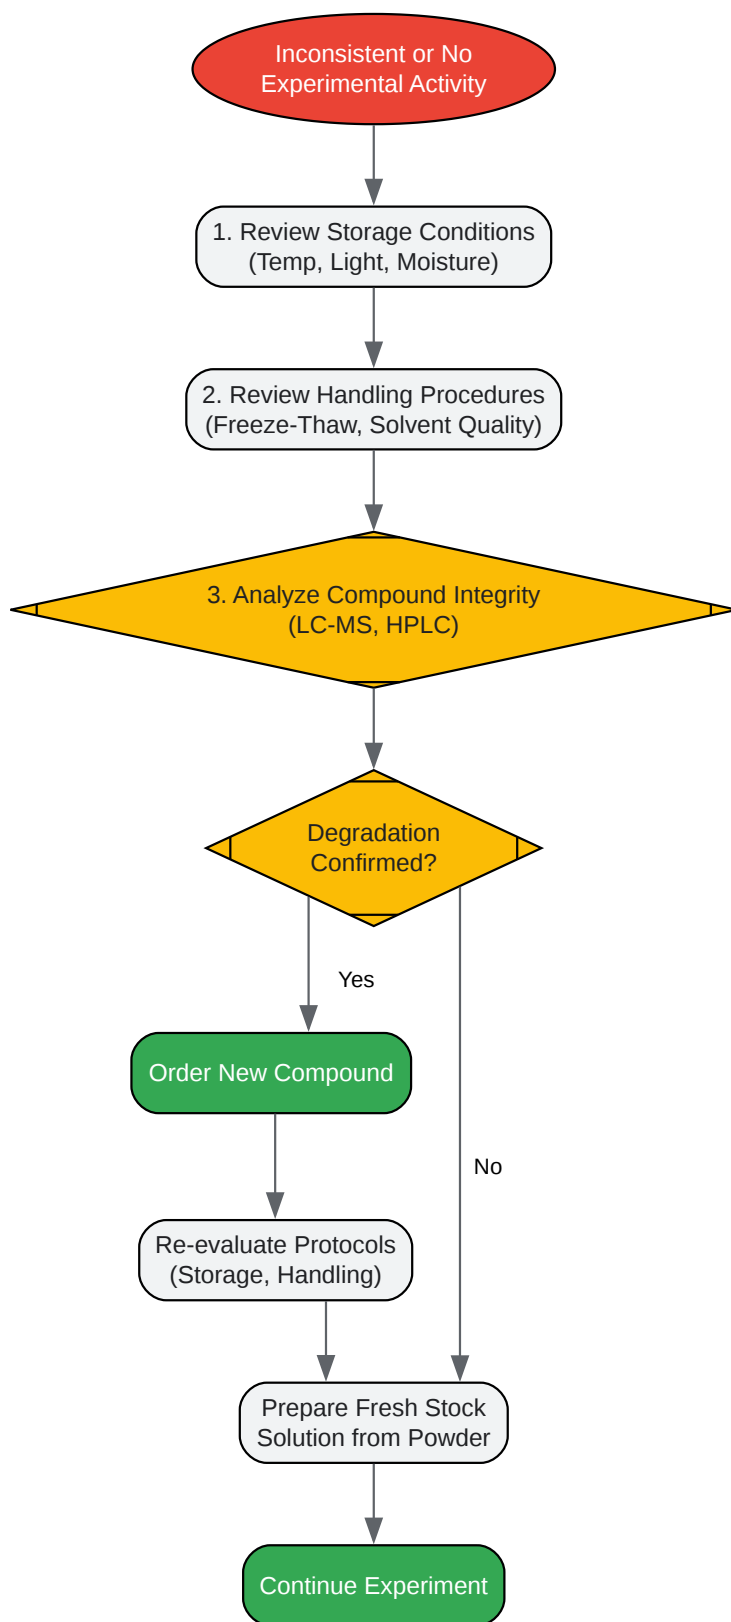 Inconsistent or No
Experimental Activity
1. Review Storage Conditions
(Temp, Light, Moisture)
2. Review Handling Procedures
(Freeze-Thaw, Solvent Quality)
3. Analyze Compound Integrity
(LC-MS, HPLC)
Degradation
Confirmed?
Yes
Order New Compound
No
Re-evaluate Protocols
(Storage, Handling)
Prepare Fresh Stock
Solution from Powder
Continue Experiment